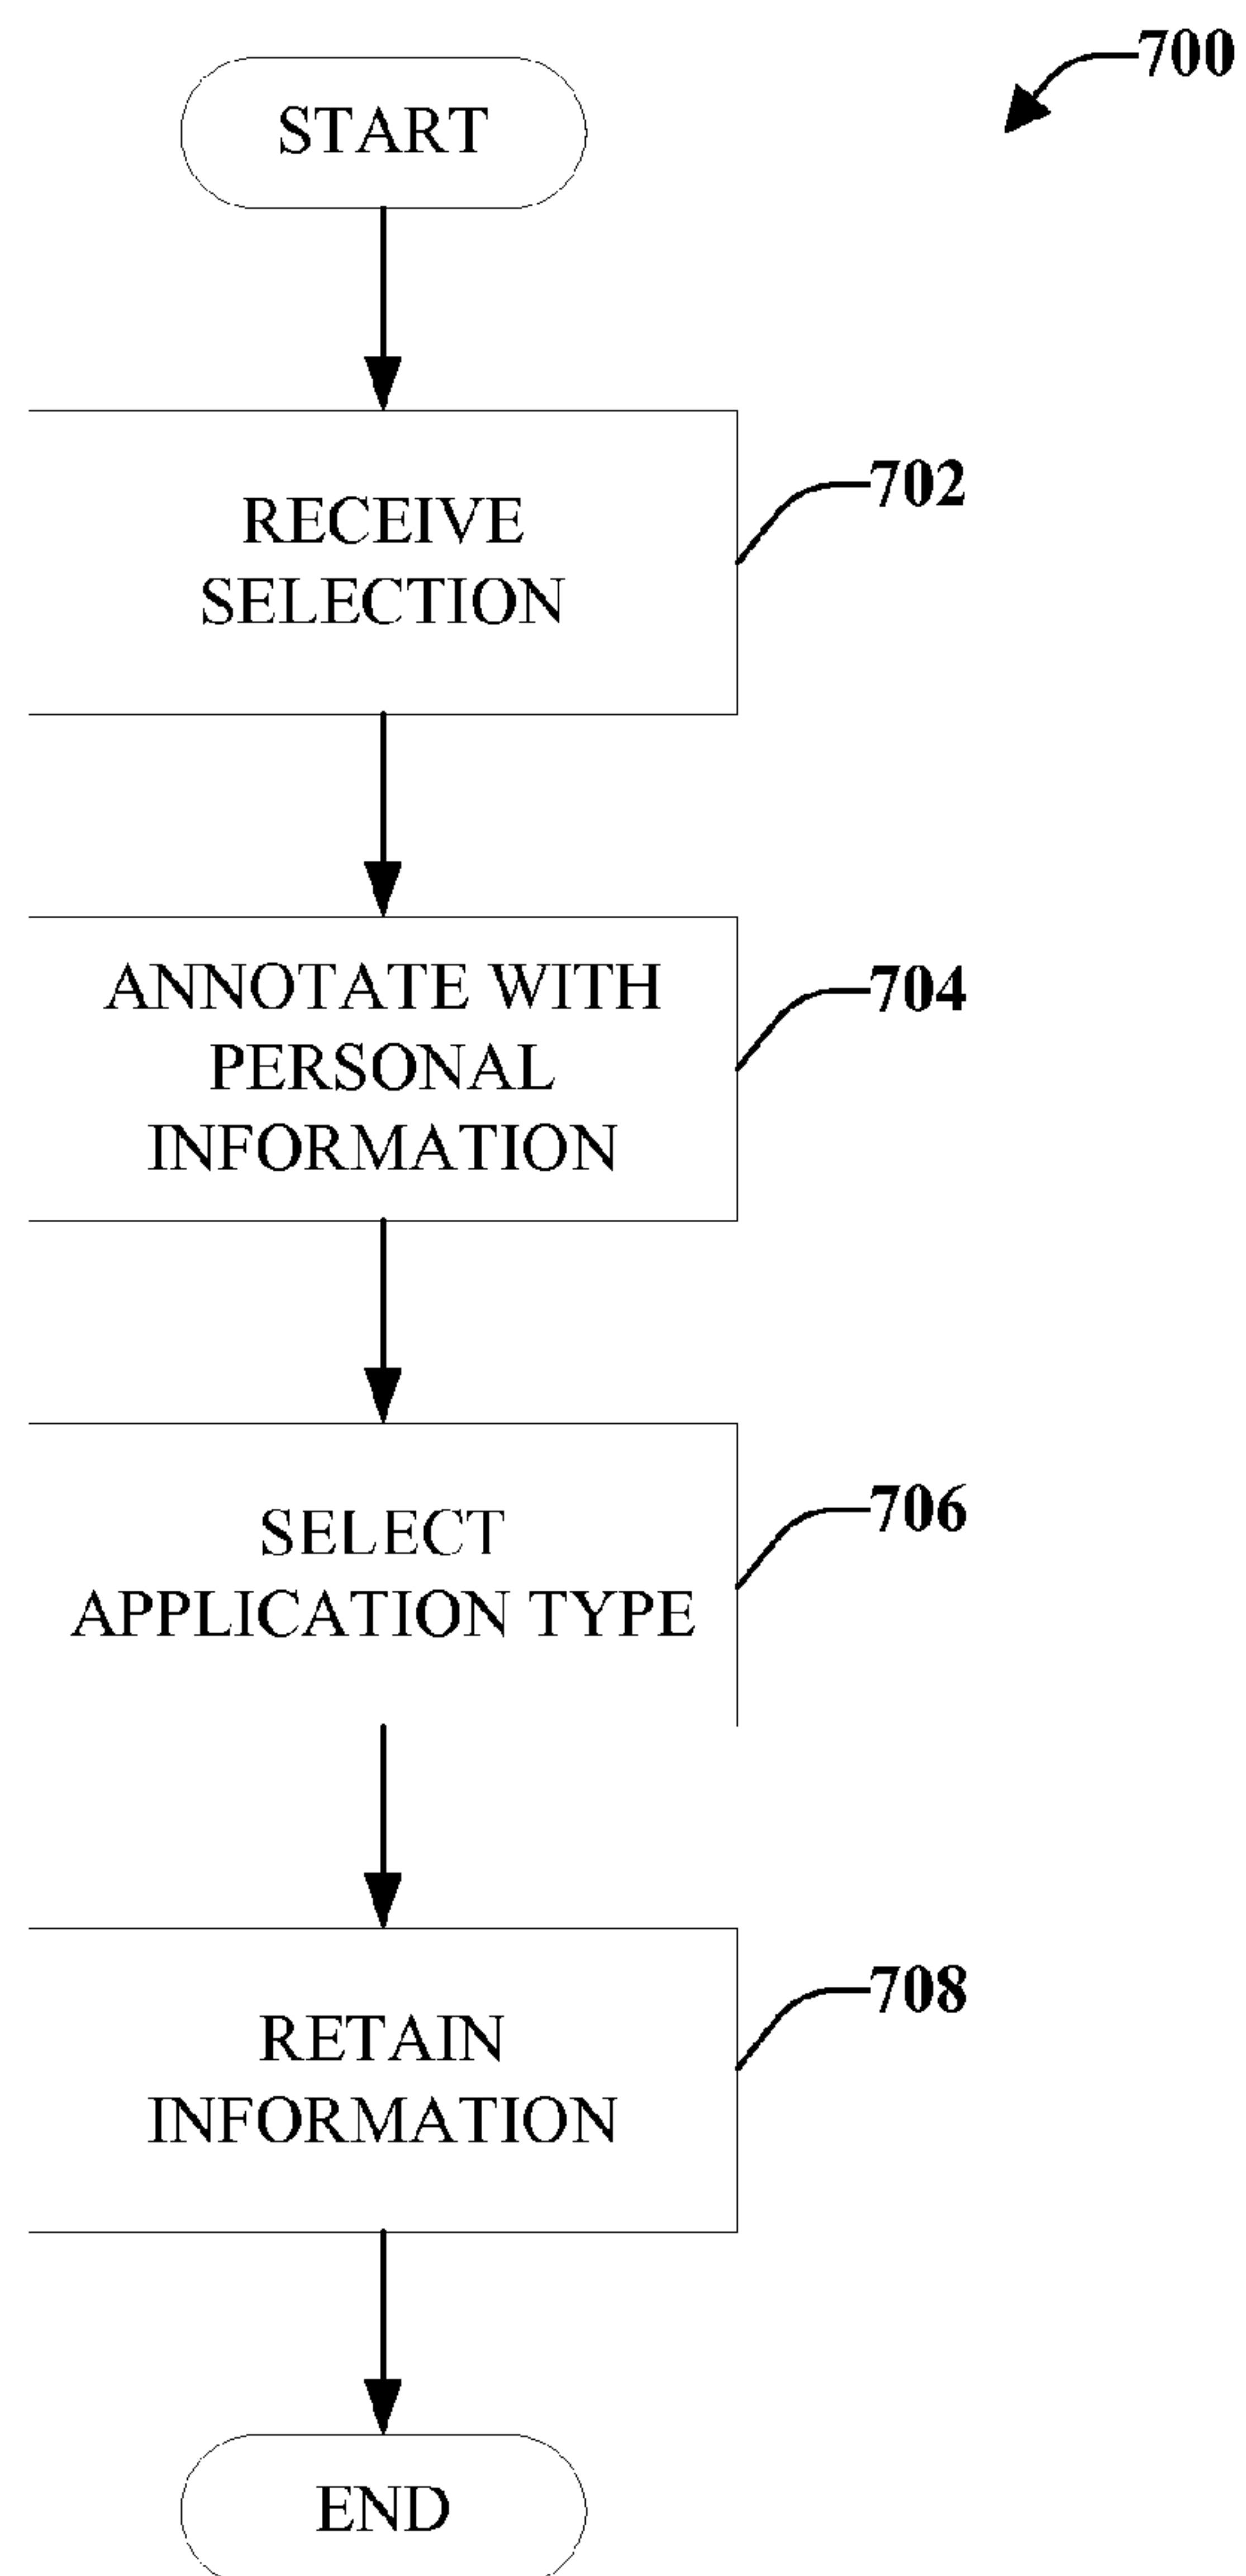 700
START
RECEIVE
SELECTION
702
ANNOTATE WITH
PERSONAL
INFORMATION
704
SELECT
APPLICATION TYPE
706
RETAIN
INFORMATION
708
END